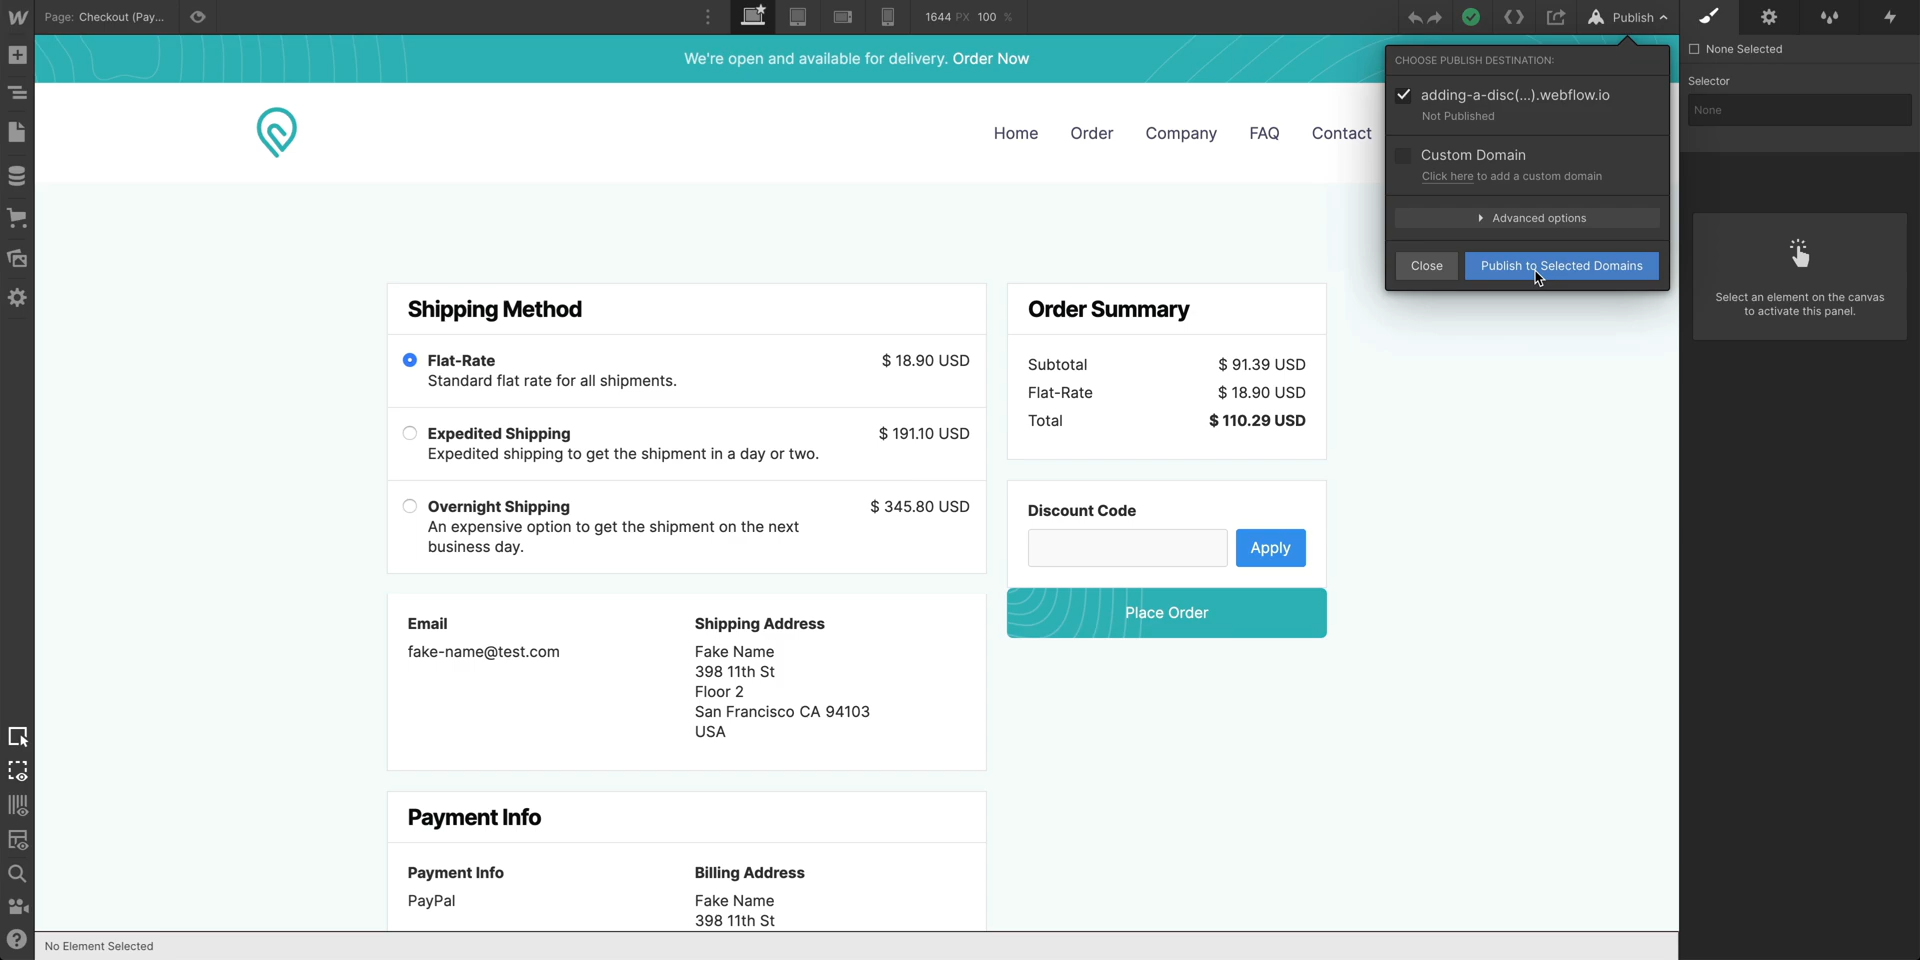 Page: Checkout (Pay...
1644 PX 100 %
Publish
We're open and available for delivery. Order Now
Home Order Company FAQ Contact
CHOOSE PUBLISH DESTINATION:
adding-a-disc(...).webflow.io
Not Published
Custom Domain
Click here to add a custom domain
Advanced options
Close Publish to Selected Domains
None Selected
Selector
None
Select an element on the canvas
to activate this panel.
Shipping Method
Flat-Rate $ 18.90 USD
Standard flat rate for all shipments.
Expedited Shipping $ 191.10 USD
Expedited shipping to get the shipment in a day or two.
Overnight Shipping $ 345.80 USD
An expensive option to get the shipment on the next
business day.
Order Summary
Subtotal $ 91.39 USD
Flat-Rate $ 18.90 USD
Total $ 110.29 USD
Discount Code
Apply
Place Order
Email
fake-name@test.com
Shipping Address
Fake Name
398 11th St
Floor 2
San Francisco CA 94103
USA
Payment Info
Payment Info
PayPal
Billing Address
Fake Name
398 11th St
No Element Selected